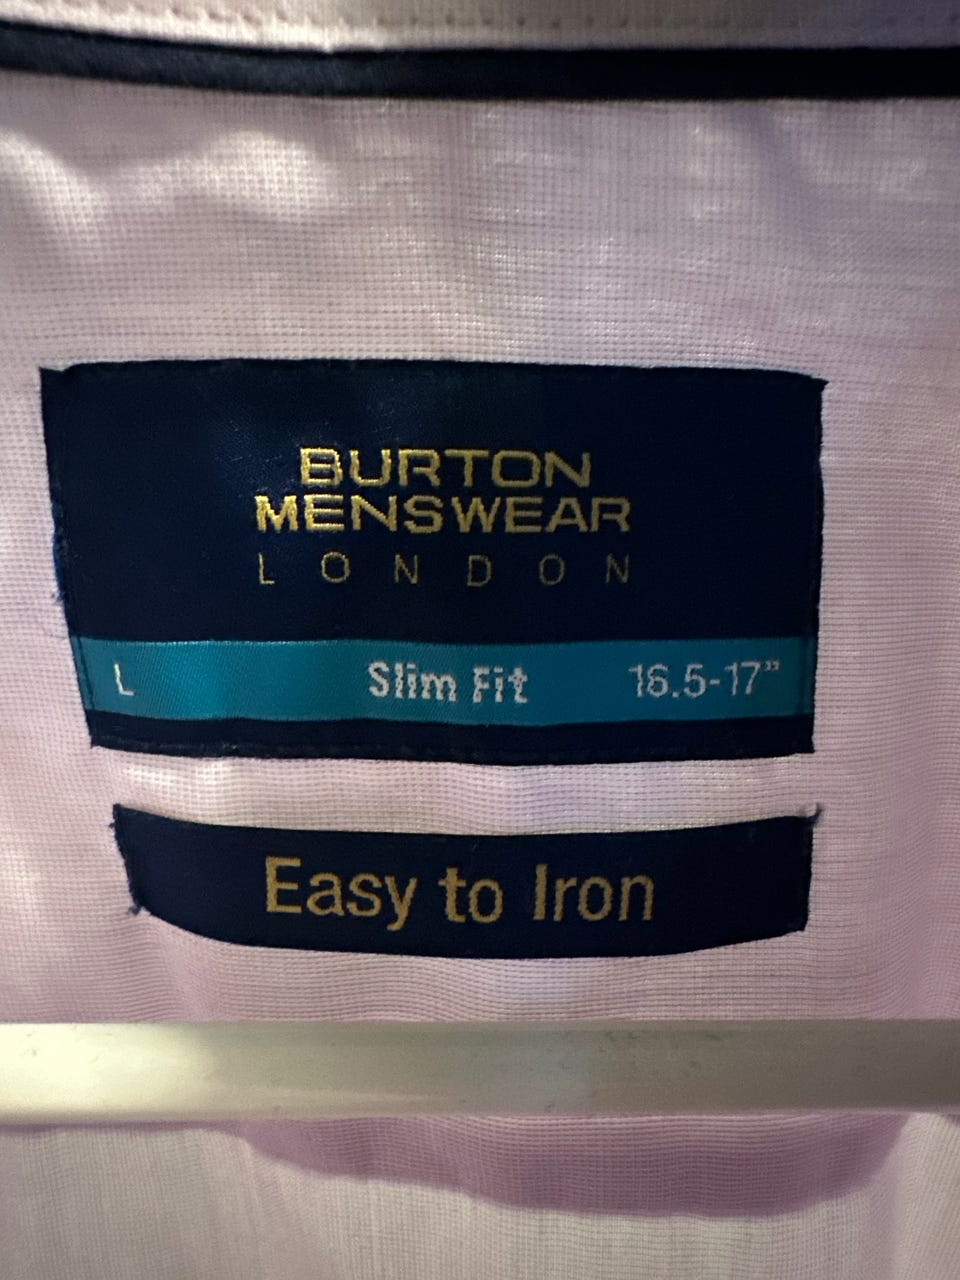 BURTON
MENSWEAR
LONDON
L Slim Fit 16.5-17"
Easy to Iron